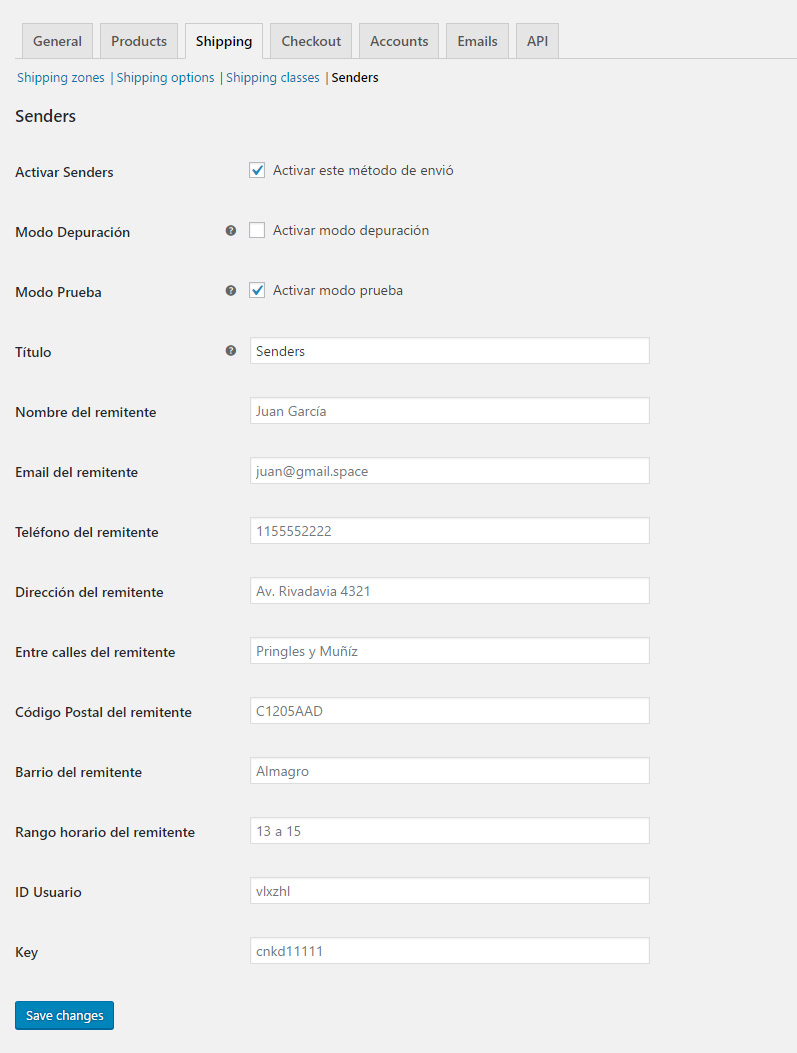 General Products Shipping Checkout Accounts Emails API
Shipping zones | Shipping options | Shipping classes | Senders
Senders
Activar Senders Activar este método de envió
Modo Depuración ? Activar modo depuración
Modo Prueba ? Activar modo prueba
Título ? Senders
Nombre del remitente Juan García
Email del remitente juan@gmail.space
Teléfono del remitente 1155552222
Dirección del remitente Av. Rivadavia 4321
Entre calles del remitente Pringles y Muñíz
Código Postal del remitente C1205AAD
Barrio del remitente Almagro
Rango horario del remitente 13 a 15
ID Usuario vlxzhl
Key cnkd11111
Save changes